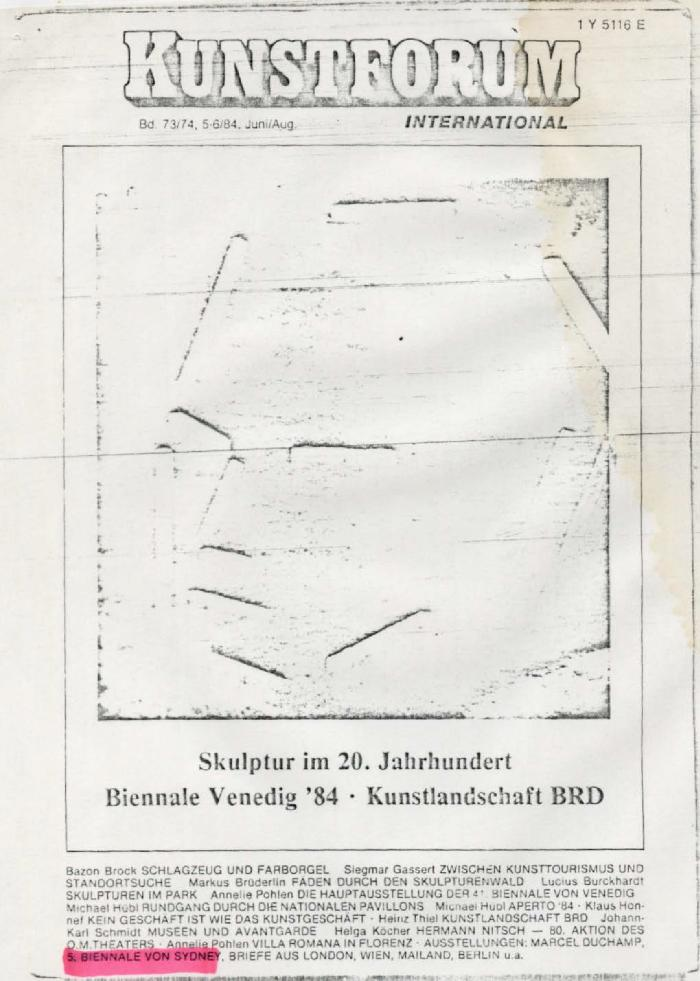 1 Y 5116 E
KUNSTFORUM
Bd. 73/74, 5-6/84, Juni/Aug. INTERNATIONAL
Skulptur im 20. Jahrhundert
Biennale Venedig '84 · Kunstlandschaft BRD
Bazon Brock SCHLAGZEUG UND FARBORGEL Siegmar Gassert ZWISCHEN KUNSTTOURISMUS UND
STANDORTSUCHE Markus Brüderlin FÄDEN DURCH DEN SKULPTURENWALD Lucius Burckhardt
SKULPTUREN IM PARK Annelie Pohlen DIE HAUPTAUSSTELLUNG DER 41. BIENNALE VON VENEDIG
Michael Hübl RUNDGANG DURCH DIE NATIONALEN PAVILLONS Michael Hübl APERTO '84 · Klaus Hon-
nef KEIN GESCHÄFT IST WIE DAS KUNSTGESCHÄFT · Heinz Thiel KUNSTLANDSCHAFT BRD Johann-
Karl Schmidt MUSEEN UND AVANTGARDE Helga Köcher HERMANN NITSCH — 80. AKTION DES
O.M.THEATERS · Annelie Pohlen VILLA ROMANA IN FLORENZ · AUSSTELLUNGEN: MARCEL DUCHAMP,
5. BIENNALE VON SYDNEY, BRIEFE AUS LONDON, WIEN, MAILAND, BERLIN u.a.